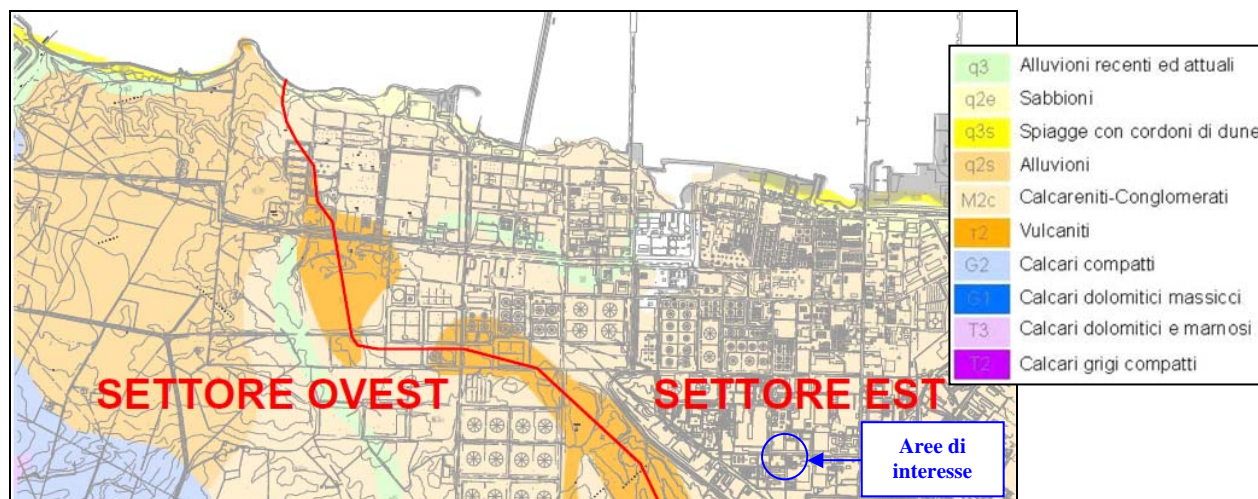 q3 Alluvioni recenti ed attuali
q2e Sabbioni
q3s Spiagge con cordoni di dune
q2s Alluvioni
M2c Calcareniti-Conglomerati
τ2 Vulcaniti
G2 Calcari compatti
G1 Calcari dolomitici massicci
T3 Calcari dolomitici e marnosi
T2 Calcari grigi compatti
SETTORE OVEST
SETTORE EST
Aree di
interesse